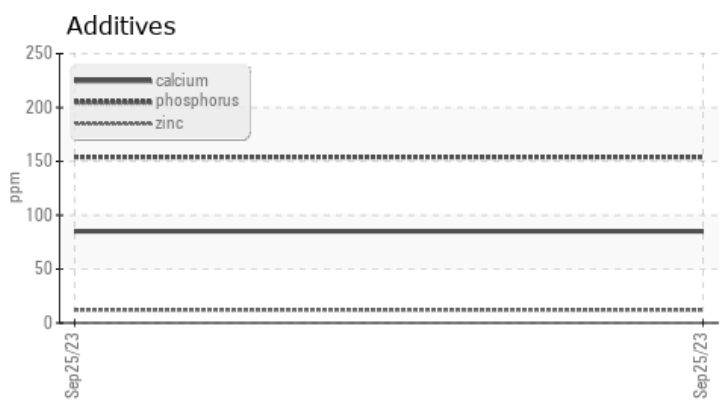 Additives
250
200
150
100
50
0
ppm
calcium
phosphorus
zinc
Sep25/23
Sep25/23